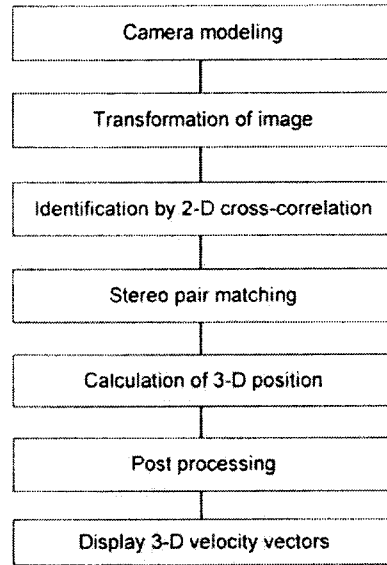 Camera modeling
Transformation of image
Identification by 2-D cross-correlation
Stereo pair matching
Calculation of 3-D position
Post processing
Display 3-D velocity vectors